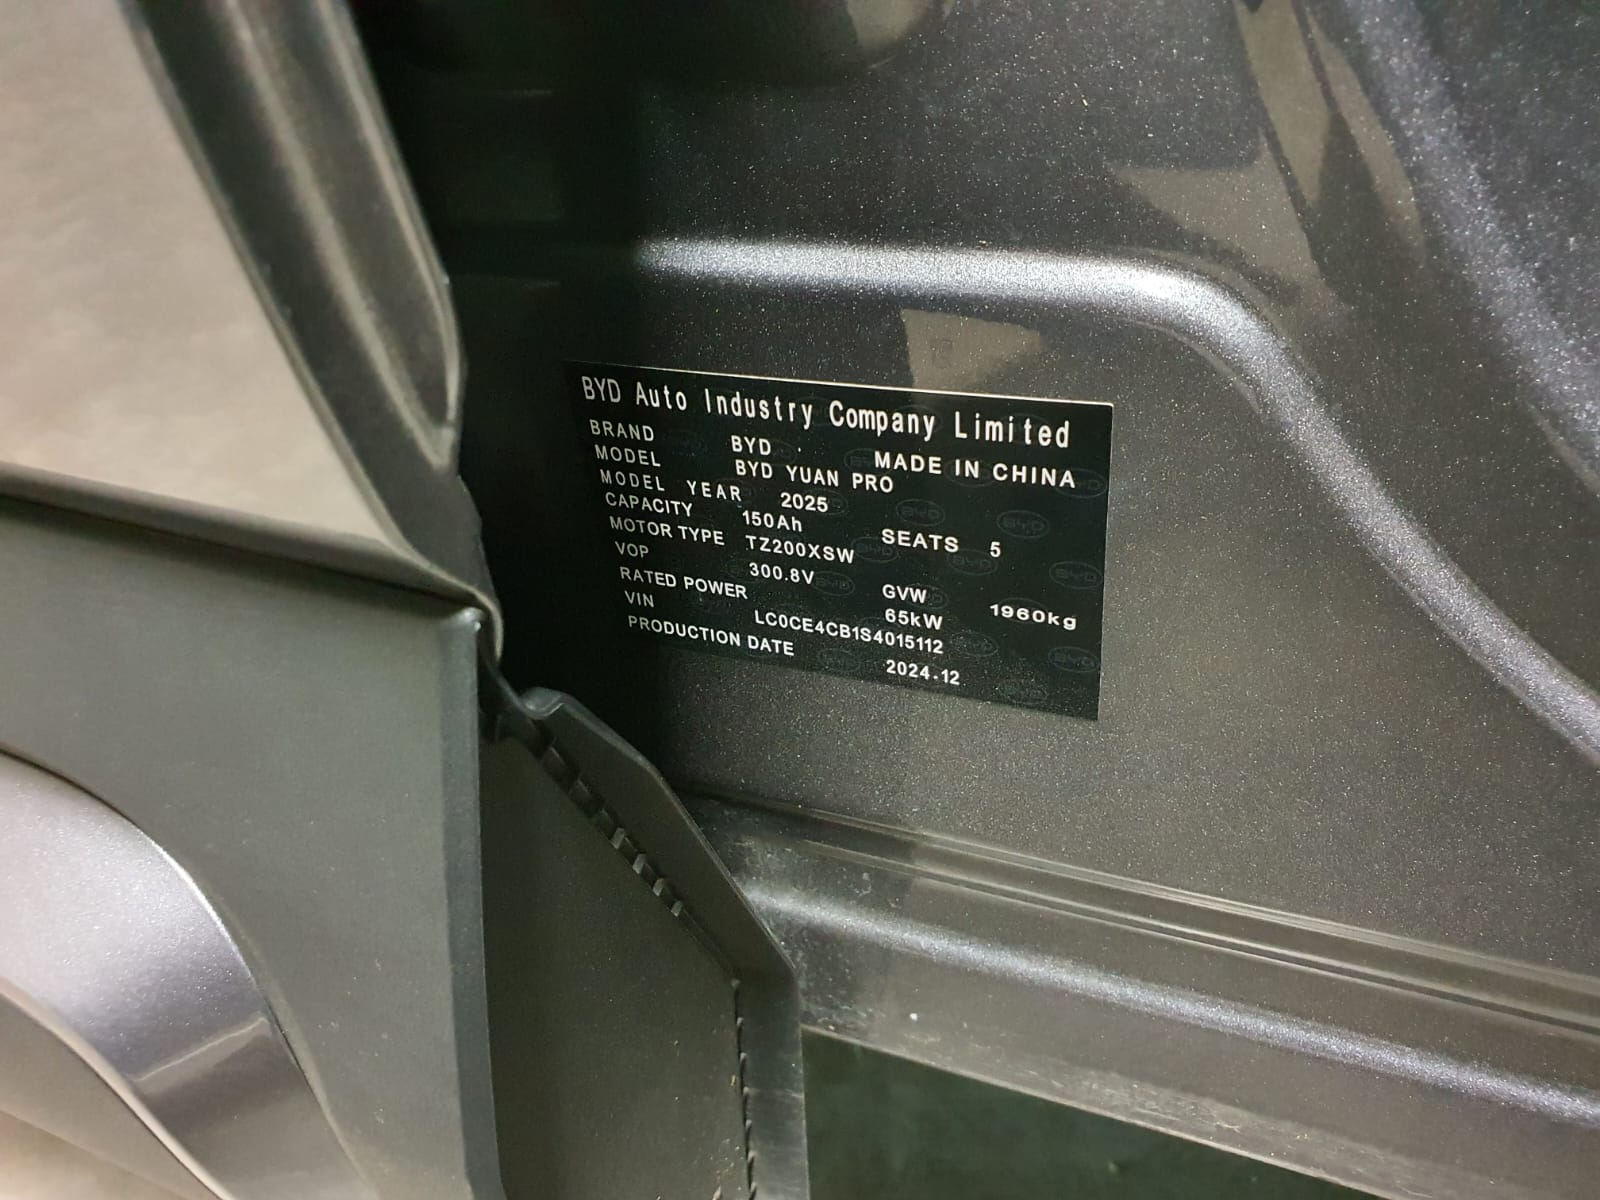 BYD Auto Industry Company Limited
BRAND BYD MADE IN CHINA
MODEL BYD YUAN PRO
MODEL YEAR 2025
CAPACITY 150Ah SEATS 5
MOTOR TYPE TZ200XSW
VOP 300.8V GVW 1960kg
RATED POWER 65kW
VIN LC0CE4CB1S4015112
PRODUCTION DATE 2024-12